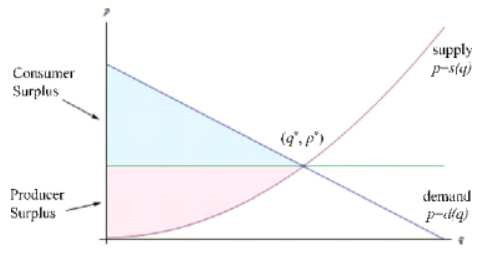 p
supply
p=s(q)
Consumer
Surplus
(q*, p*)
Producer
Surplus
demand
p=d(q)
q